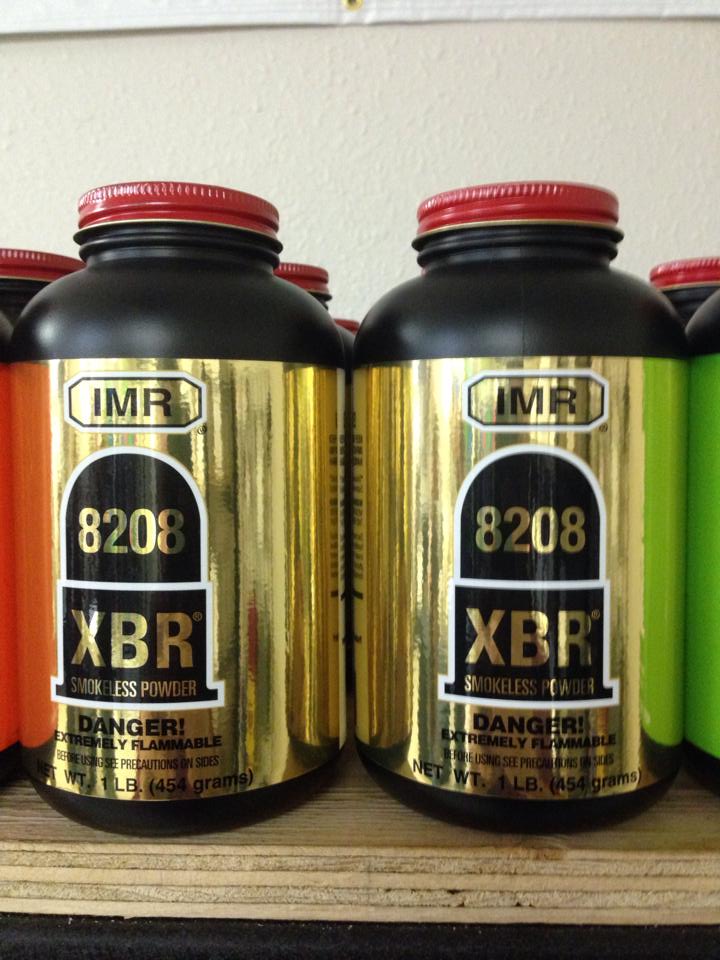 IMR®
8208
XBR®
SMOKELESS POWDER
DANGER!
EXTREMELY FLAMMABLE
BEFORE USING SEE PRECAUTIONS ON SIDES
NET WT. 1 LB. (454 grams)
IMR®
8208
XBR®
SMOKELESS POWDER
DANGER!
EXTREMELY FLAMMABLE
BEFORE USING SEE PRECAUTIONS ON SIDES
NET WT. 1 LB. (454 grams)